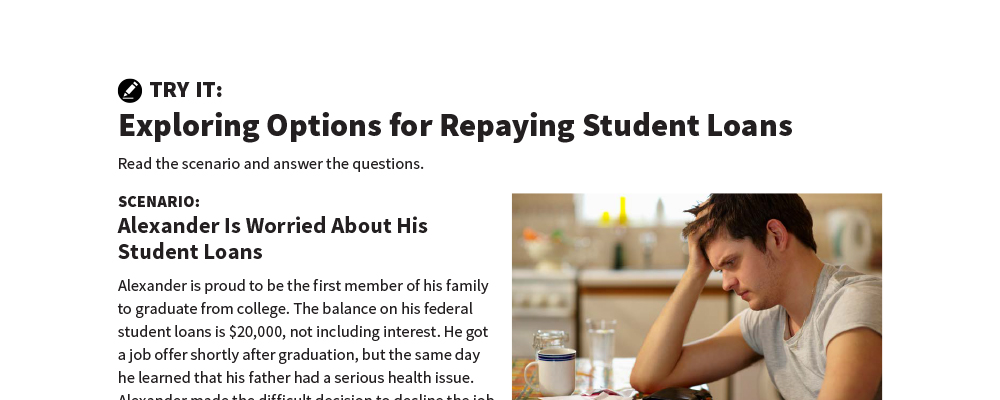 TRY IT:
Exploring Options for Repaying Student Loans
Read the scenario and answer the questions.
SCENARIO:
Alexander Is Worried About His
Student Loans
Alexander is proud to be the first member of his family
to graduate from college. The balance on his federal
student loans is $20,000, not including interest. He got
a job offer shortly after graduation, but the same day
he learned that his father had a serious health issue.
Alexander made the difficult decision to decline the job